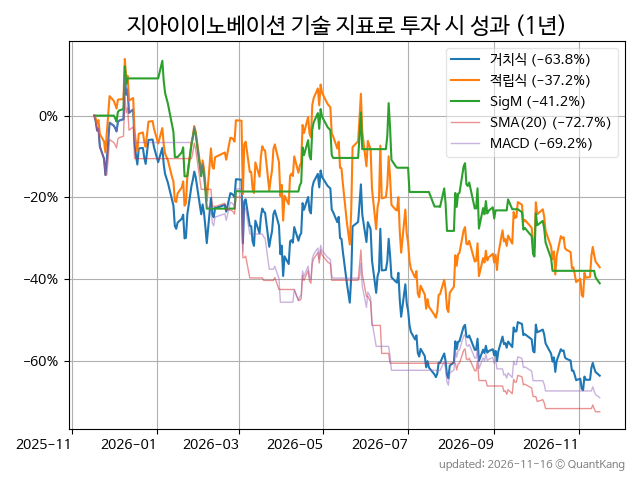 지아이이노베이션 기술 지표로 투자 시 성과 (1년)
거치식 (−63.8%)
적립식 (−37.2%)
SigM (−41.2%)
SMA(20) (−72.7%)
MACD (−69.2%)
0%
−20%
−40%
−60%
2025-11 2026-01 2026-03 2026-05 2026-07 2026-09 2026-11
updated: 2026-11-16 © QuantKang